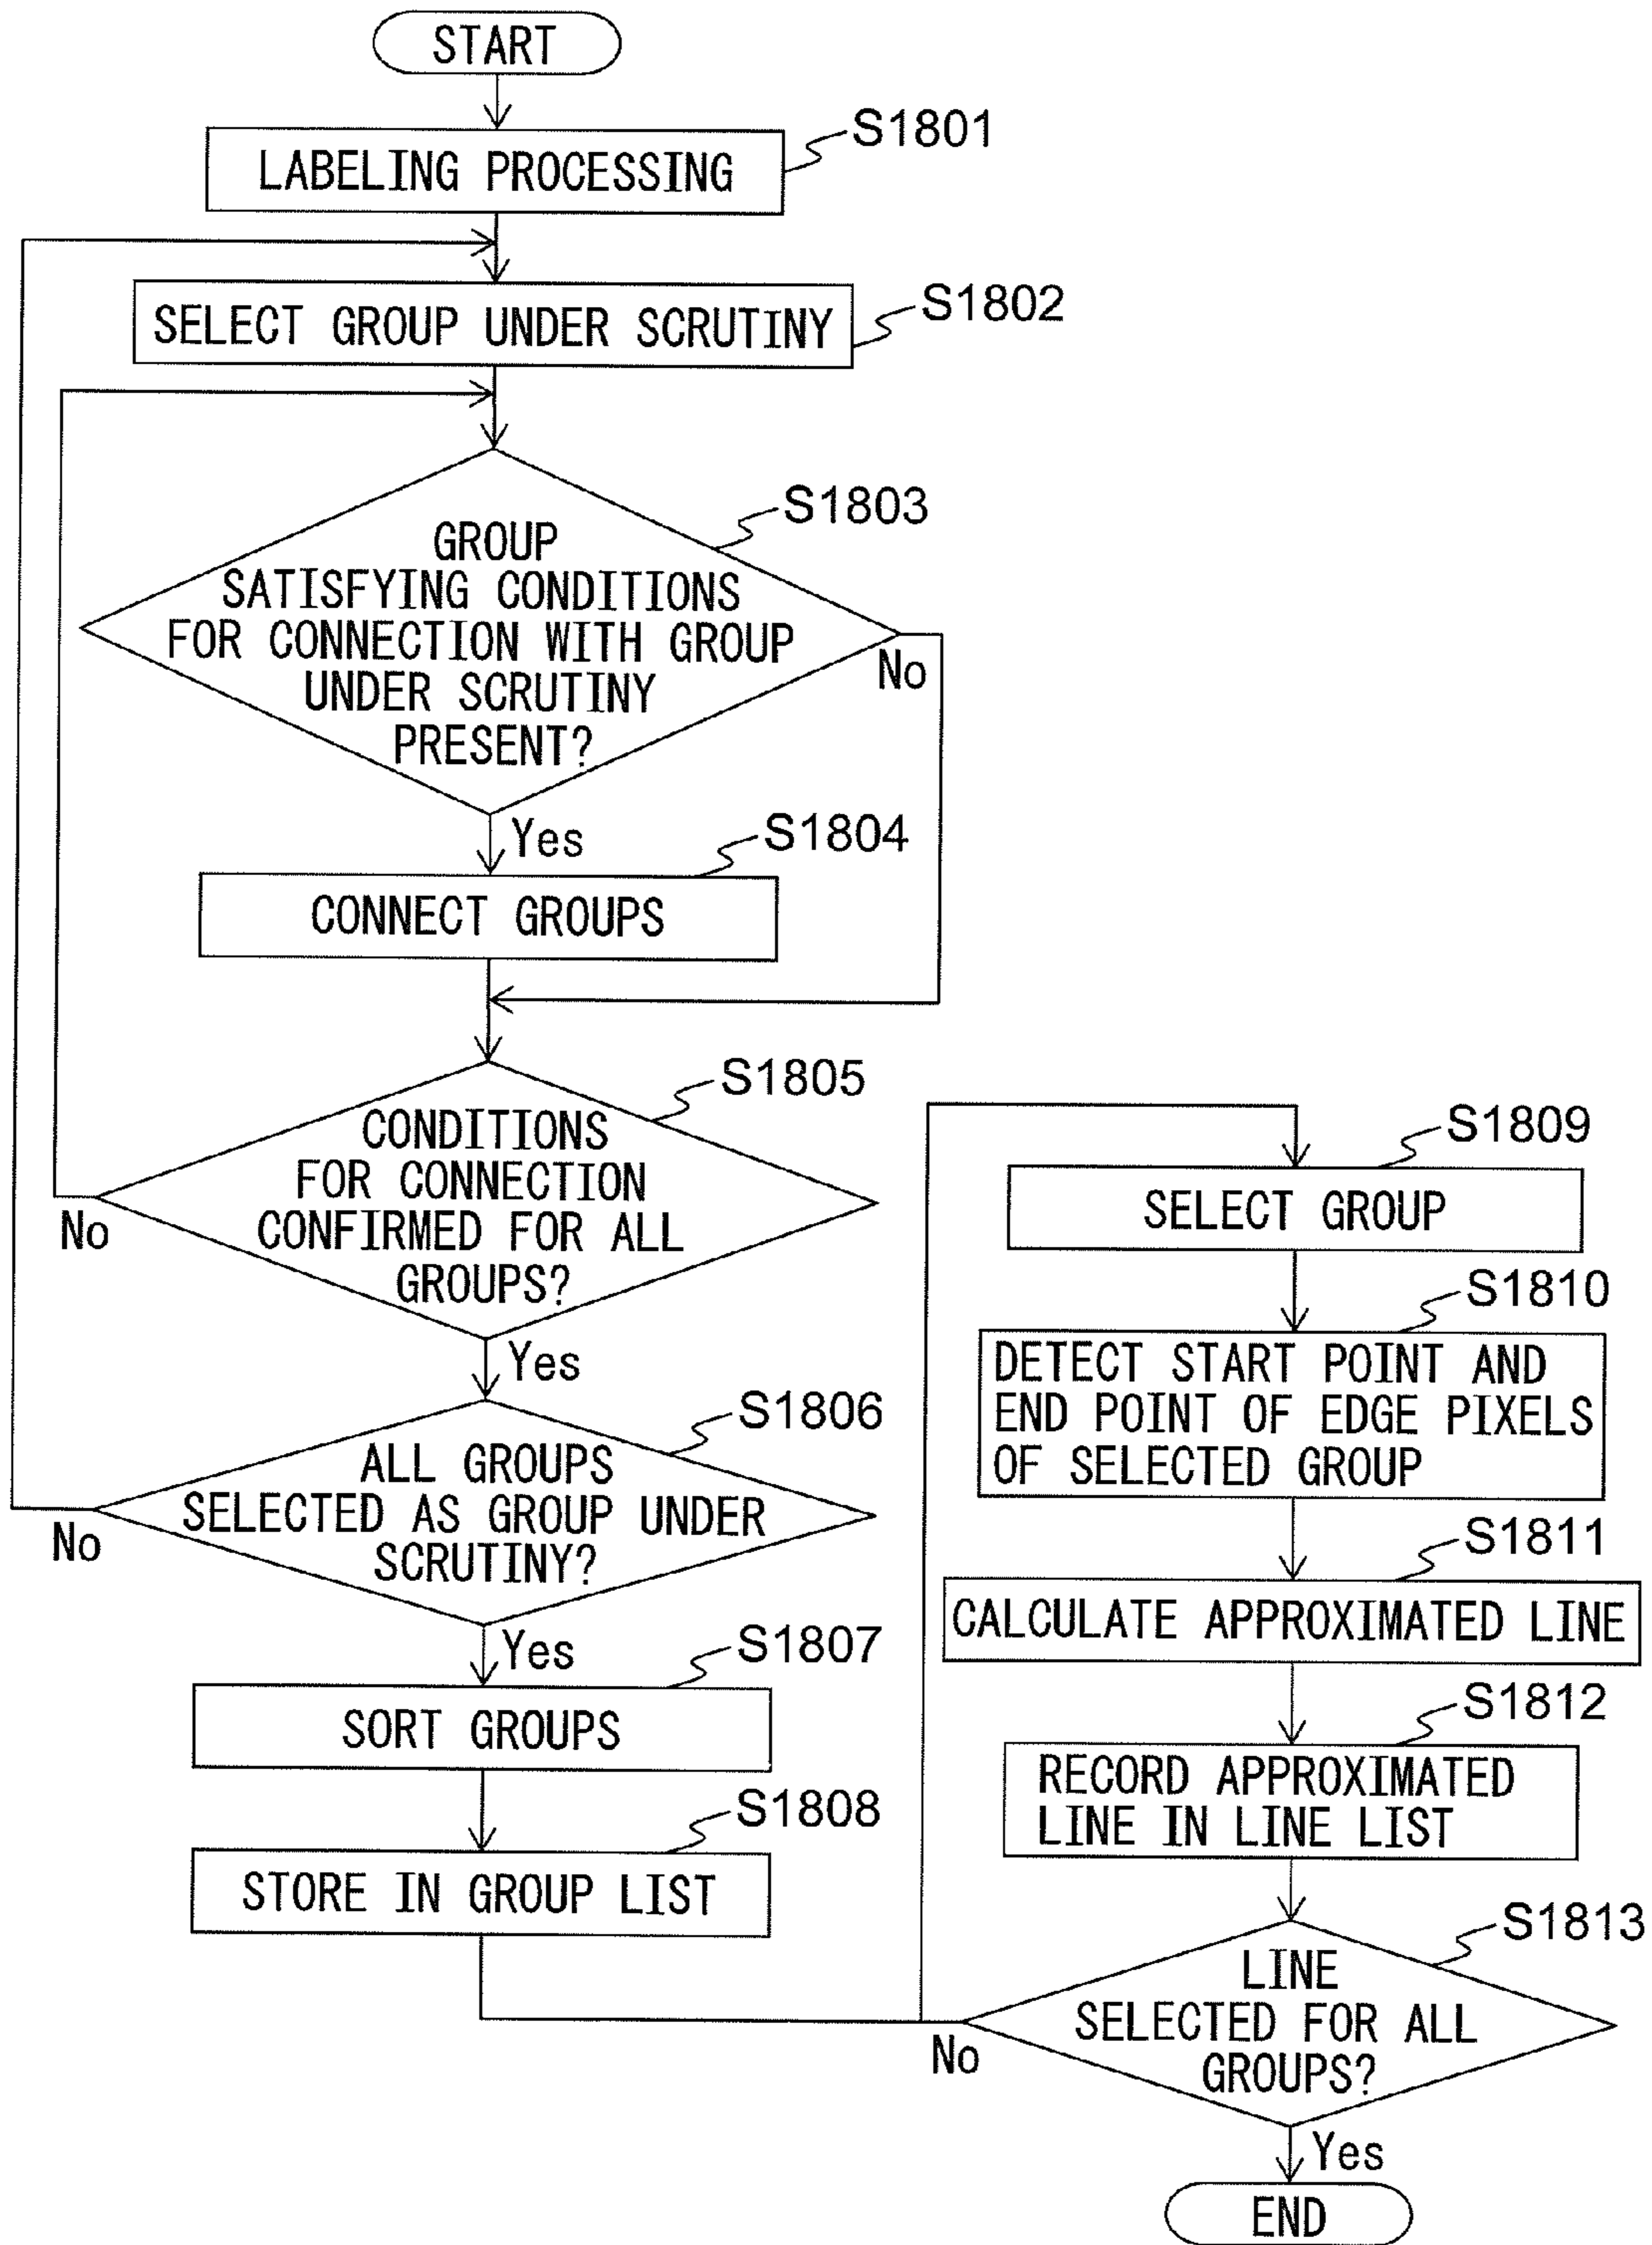 START
S1801
LABELING PROCESSING
S1802
SELECT GROUP UNDER SCRUTINY
S1803
GROUP
SATISFYING CONDITIONS
FOR CONNECTION WITH GROUP
UNDER SCRUTINY
PRESENT?
No
Yes
S1804
CONNECT GROUPS
S1805
CONDITIONS
FOR CONNECTION
CONFIRMED FOR ALL
GROUPS?
No
Yes
S1806
ALL GROUPS
SELECTED AS GROUP UNDER
SCRUTINY?
No
Yes
S1807
SORT GROUPS
S1808
STORE IN GROUP LIST
S1809
SELECT GROUP
S1810
DETECT START POINT AND
END POINT OF EDGE PIXELS
OF SELECTED GROUP
S1811
CALCULATE APPROXIMATED LINE
S1812
RECORD APPROXIMATED
LINE IN LINE LIST
S1813
LINE
SELECTED FOR ALL
GROUPS?
No
Yes
END